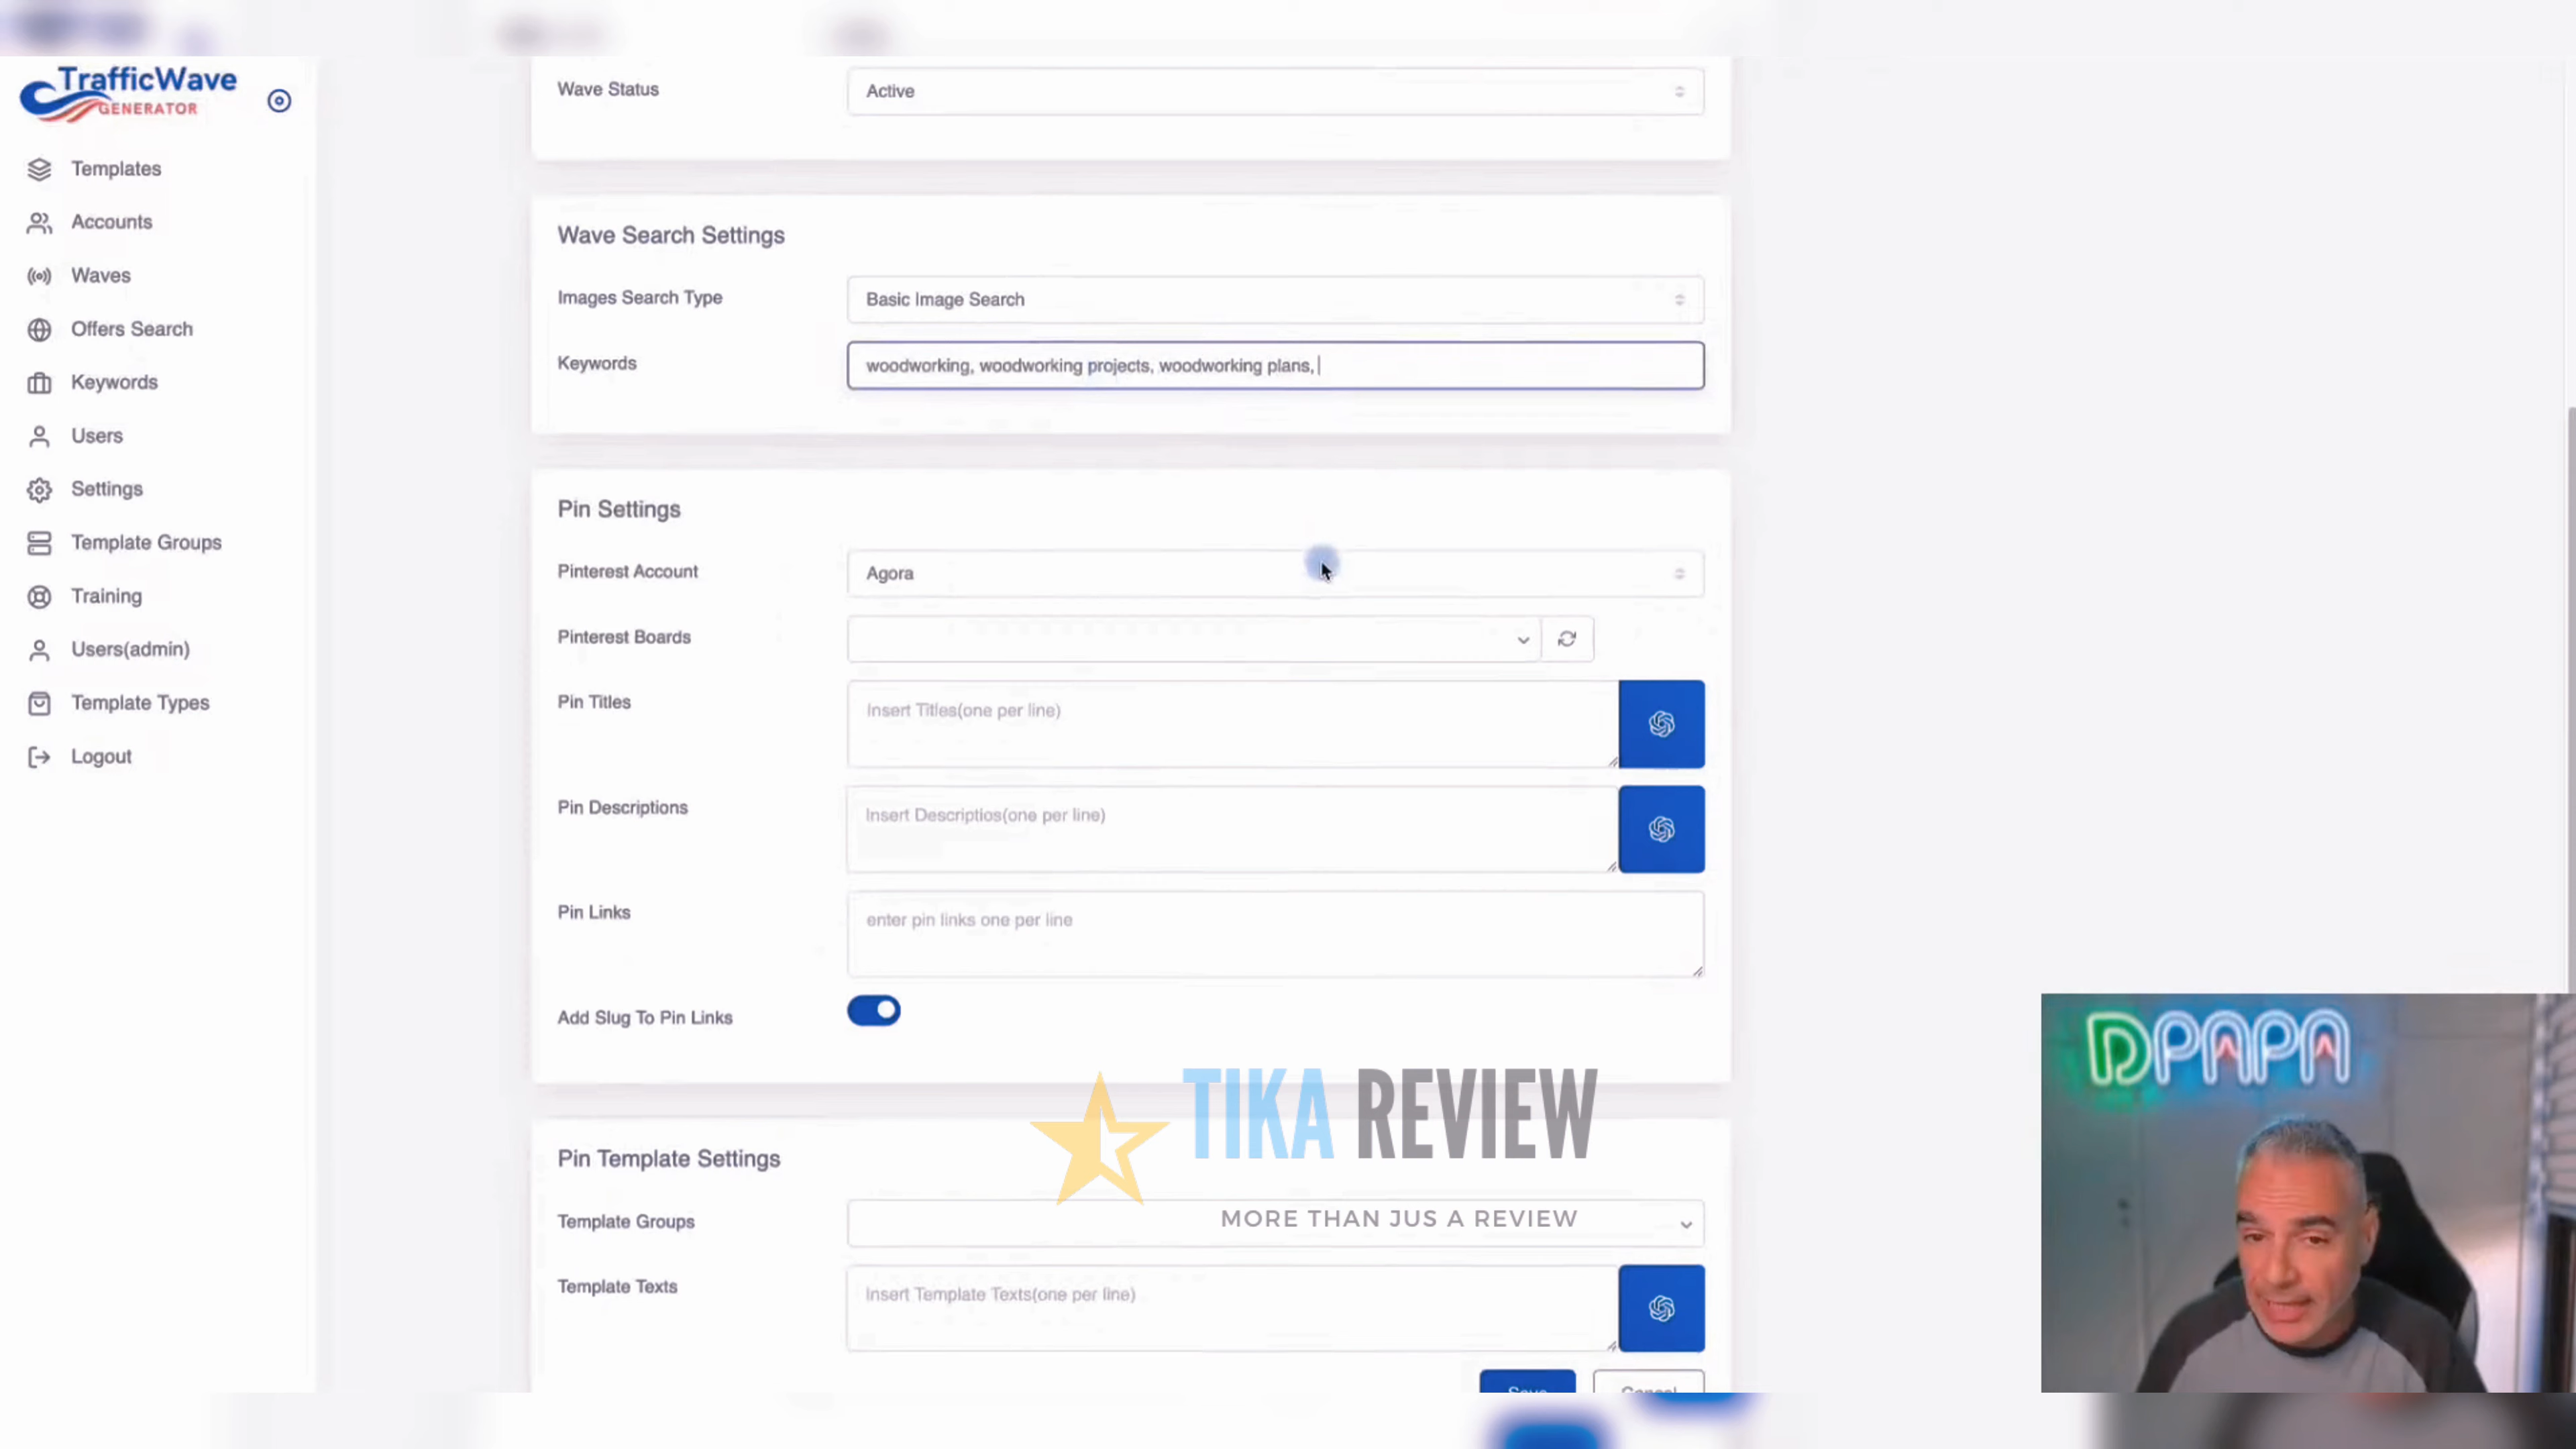 TrafficWave
GENERATOR
Templates
Accounts
Waves
Offers Search
Keywords
Users
Settings
Template Groups
Training
Users(admin)
Template Types
Logout
Wave Status
Active
Wave Search Settings
Images Search Type
Basic Image Search
Keywords
woodworking, woodworking projects, woodworking plans,
Pin Settings
Pinterest Account
Agora
Pinterest Boards
Pin Titles
Insert Titles(one per line)
Pin Descriptions
Insert Descriptios(one per line)
Pin Links
enter pin links one per line
Add Slug To Pin Links
TIKA REVIEW
MORE THAN JUS A REVIEW
Pin Template Settings
Template Groups
Template Texts
Insert Template Texts(one per line)
Save
Cancel
DPAPA